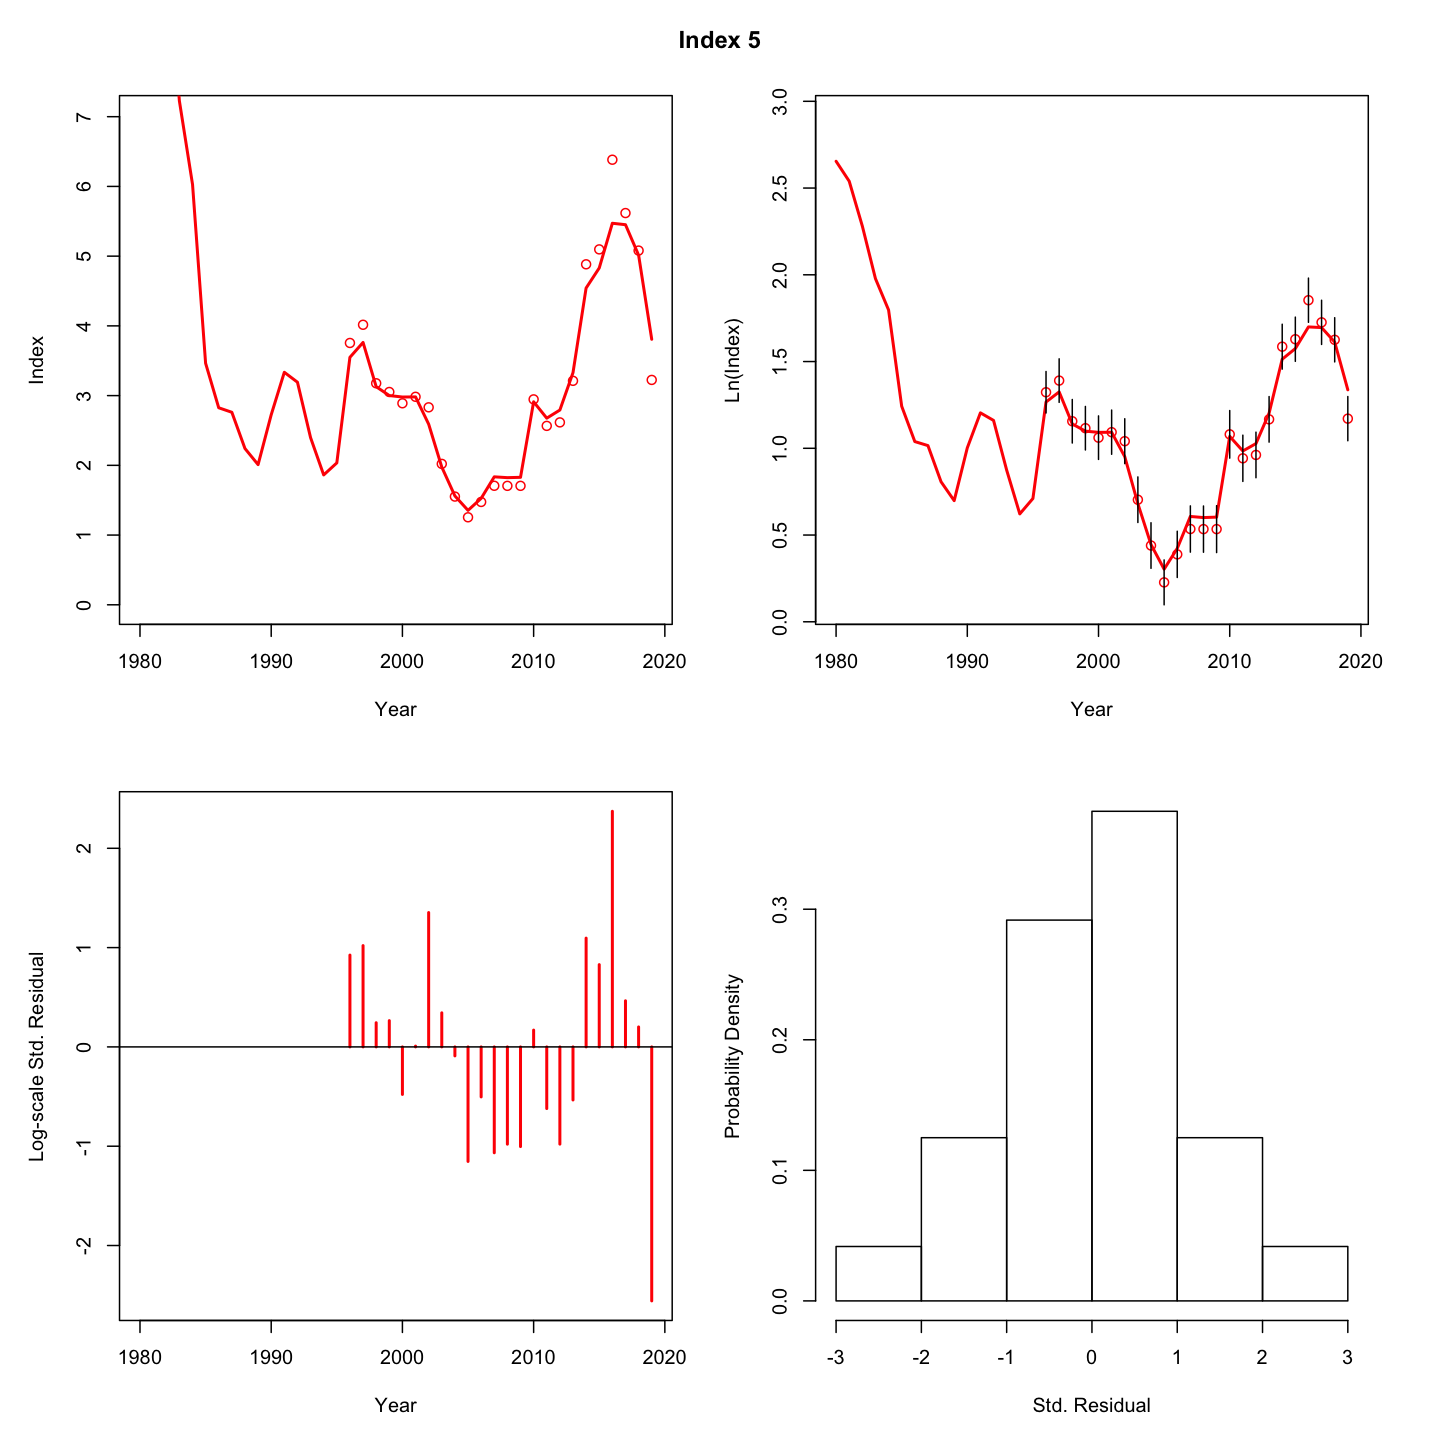 Index 5
Index
7
6
5
4
3
2
1
0
1980 1990 2000 2010 2020
Year
Ln(Index)
3.0
2.5
2.0
1.5
1.0
0.5
0.0
1980 1990 2000 2010 2020
Year
Log-scale Std. Residual
2
1
0
-1
-2
1980 1990 2000 2010 2020
Year
Probability Density
0.3
0.2
0.1
0.0
-3 -2 -1 0 1 2 3
Std. Residual